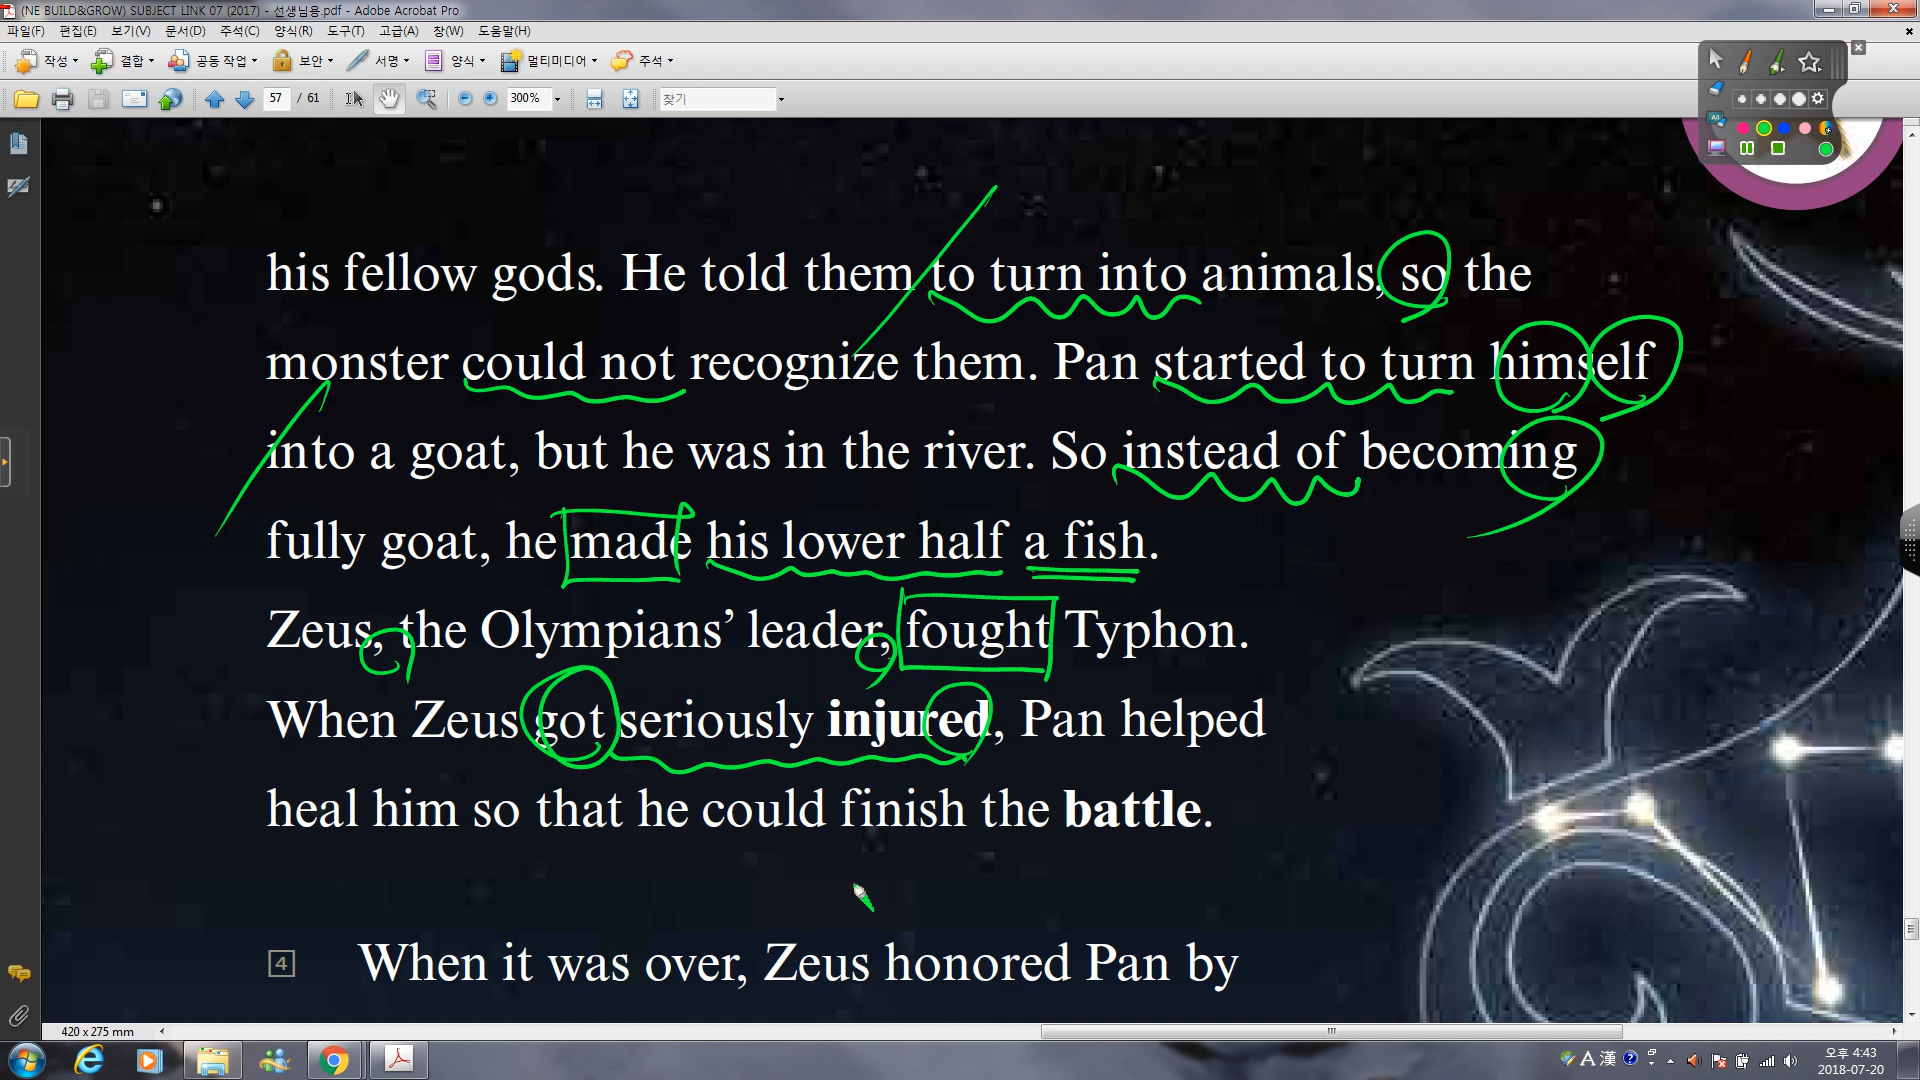 (NE BUILD&GROW) SUBJECT LINK 07 (2017) - 선생님용.pdf - Adobe Acrobat Pro
파일(F) 편집(E) 보기(V) 문서(D) 주석(C) 양식(R) 도구(T) 고급(A) 창(W) 도움말(H)
작성 결합 공동 작업 보안 서명 양식 멀티미디어 주석
57 / 61 300% 찾기
his fellow gods. He told them to turn into animals, so the
monster could not recognize them. Pan started to turn himself
into a goat, but he was in the river. So instead of becoming
fully goat, he made his lower half a fish.
Zeus, the Olympians’ leader, fought Typhon.
When Zeus got seriously injured, Pan helped
heal him so that he could finish the battle.
4 When it was over, Zeus honored Pan by
420 x 275 mm
A 漢
오후 4:43
2018-07-20